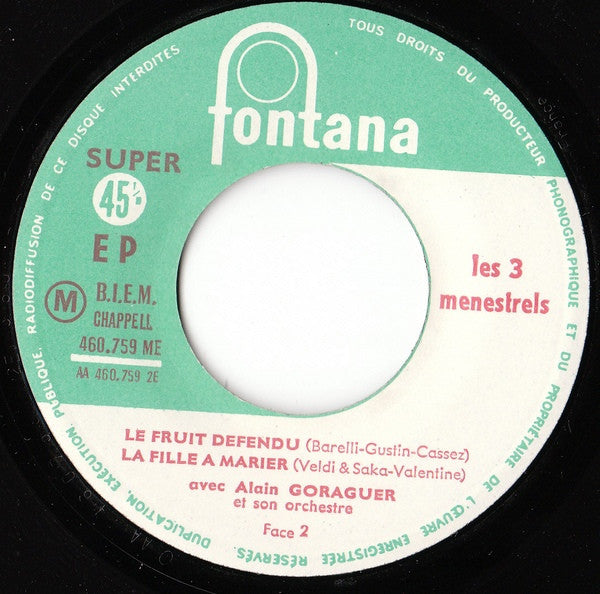 TOUS DROITS DU PRODUCTEUR PHONOGRAPHIQUE ET DU PROPRIÉTAIRE DE L'ŒUVRE ENREGISTRÉE RÉSERVÉS. DUPLICATION, EXÉCUTION PUBLIQUE, RADIODIFFUSION DE CE DISQUE INTERDITES
fontana
SUPER
45 t/m
E P
M B.I.E.M.
CHAPPELL
460.759 ME
AA 460.759 2E
les 3
menestrels
LE FRUIT DEFENDU (Barelli-Gustin-Cassez)
LA FILLE A MARIER (Veldi & Saka-Valentine)
avec Alain GORAGUER
et son orchestre
Face 2